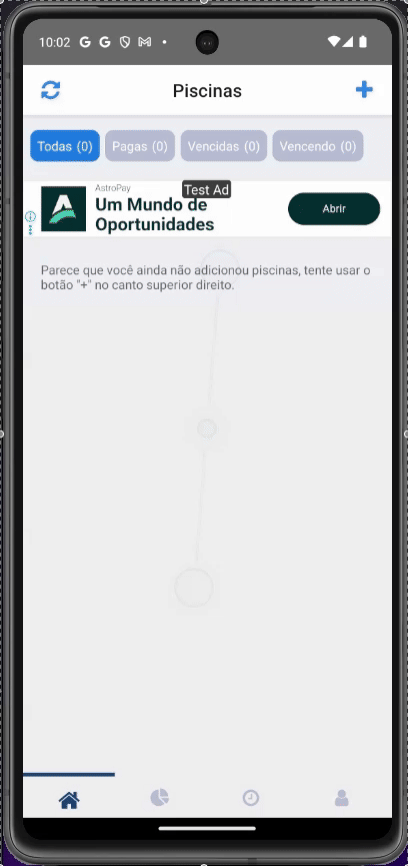 10:02
Piscinas
Todas (0) Pagas (0) Vencidas (0) Vencendo (0)
AstroPay
Test Ad
Um Mundo de
Oportunidades
Abrir
Parece que você ainda não adicionou piscinas, tente usar o
botão "+" no canto superior direito.